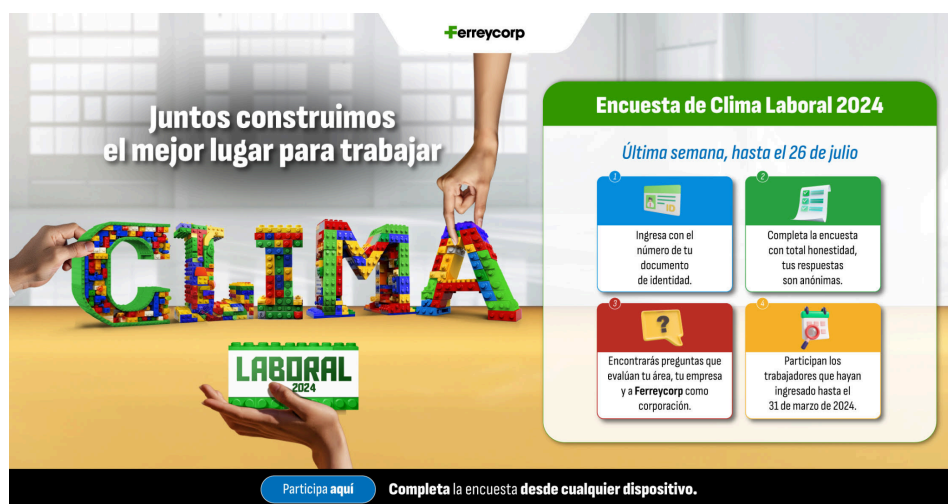 Ferreycorp
Juntos construimos
el mejor lugar para trabajar
CLIMA
LABORAL
2024
Encuesta de Clima Laboral 2024
Última semana, hasta el 26 de julio
1
Ingresa con el
número de tu
documento
de identidad.
2
Completa la encuesta
con total honestidad,
tus respuestas
son anónimas.
3
?
Encontrarás preguntas que
evalúan tu área, tu empresa
y a Ferreycorp como
corporación.
4
Participan los
trabajadores que hayan
ingresado hasta el
31 de marzo de 2024.
Participa aquí
Completa la encuesta desde cualquier dispositivo.